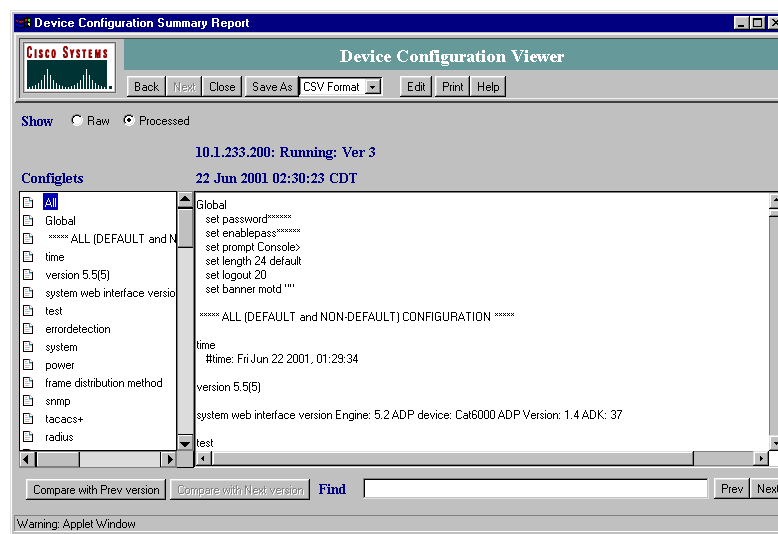 Device Configuration Summary Report
CISCO SYSTEMS
Device Configuration Viewer
Back Next Close Save As CSV Format Edit Print Help
Show Raw Processed
10.1.233.200: Running: Ver 3
Configlets
22 Jun 2001 02:30:23 CDT
All
Global
***** ALL (DEFAULT and N
time
version 5.5(5)
system web interface versio
test
errordetection
system
power
frame distribution method
snmp
tacacs+
radius
Global
set password******
set enablepass******
set prompt Console>
set length 24 default
set logout 20
set banner motd ""
***** ALL (DEFAULT and NON-DEFAULT) CONFIGURATION *****
time
#time: Fri Jun 22 2001, 01:29:34
version 5.5(5)
system web interface version Engine: 5.2 ADP device: Cat6000 ADP Version: 1.4 ADK: 37
test
Compare with Prev version Compare with Next version Find Prev Next
Warning: Applet Window